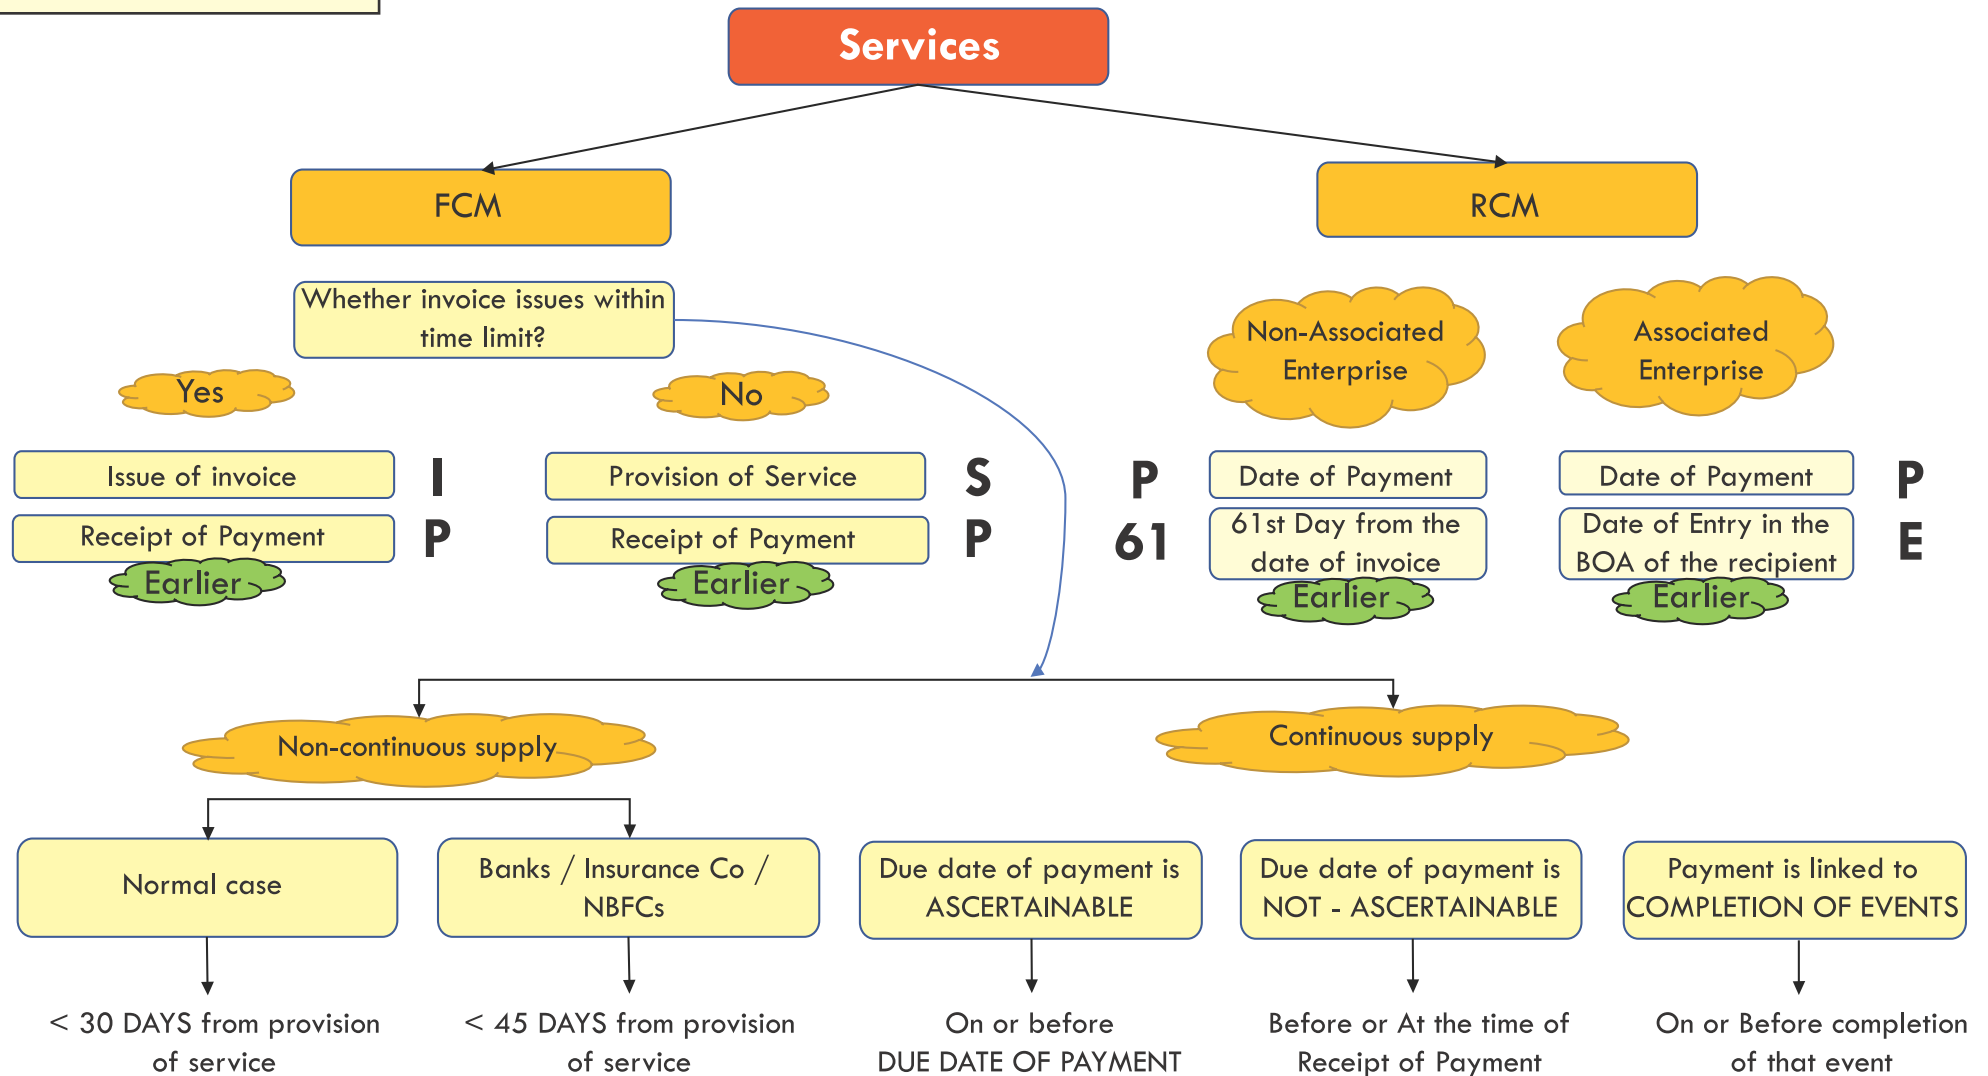 Services
FCM
RCM
Whether invoice issues within
time limit?
Non-Associated
Enterprise
Associated
Enterprise
Yes
No
Issue of invoice
I
Receipt of Payment
P
Earlier
Provision of Service
S
Receipt of Payment
P
Earlier
P
Date of Payment
61
61st Day from the
date of invoice
Earlier
Date of Payment
P
Date of Entry in the
BOA of the recipient
E
Earlier
Non-continuous supply
Continuous supply
Normal case
Banks / Insurance Co /
NBFCs
Due date of payment is
ASCERTAINABLE
Due date of payment is
NOT - ASCERTAINABLE
Payment is linked to
COMPLETION OF EVENTS
< 30 DAYS from provision
of service
< 45 DAYS from provision
of service
On or before
DUE DATE OF PAYMENT
Before or At the time of
Receipt of Payment
On or Before completion
of that event